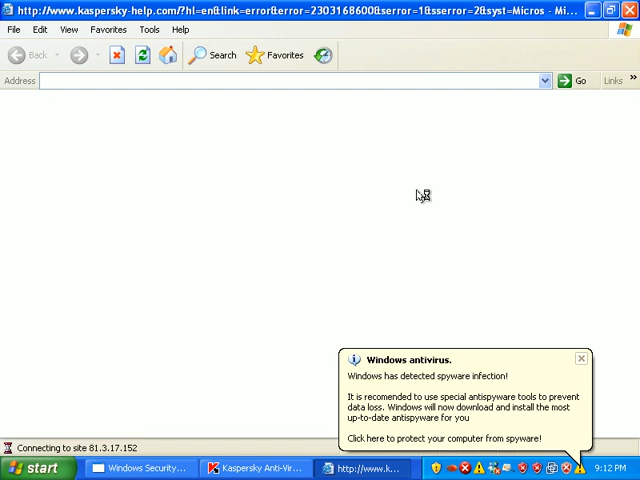 http://www.kaspersky-help.com/?hl=en&link=error&error=2303168600&serror=1&sserror=2&syst=Micros - Mi...
File Edit View Favorites Tools Help
Back Search Favorites
Address Go Links »
Windows antivirus.
Windows has detected spyware infection!
It is recomended to use special antispyware tools to prevent
data loss. Windows will now download and install the most
up-to-date antispyware for you
Click here to protect your computer from spyware!
Connecting to site 81.3.17.152
start Windows Security... Kaspersky Anti-Vir... http://www.k... 9:12 PM